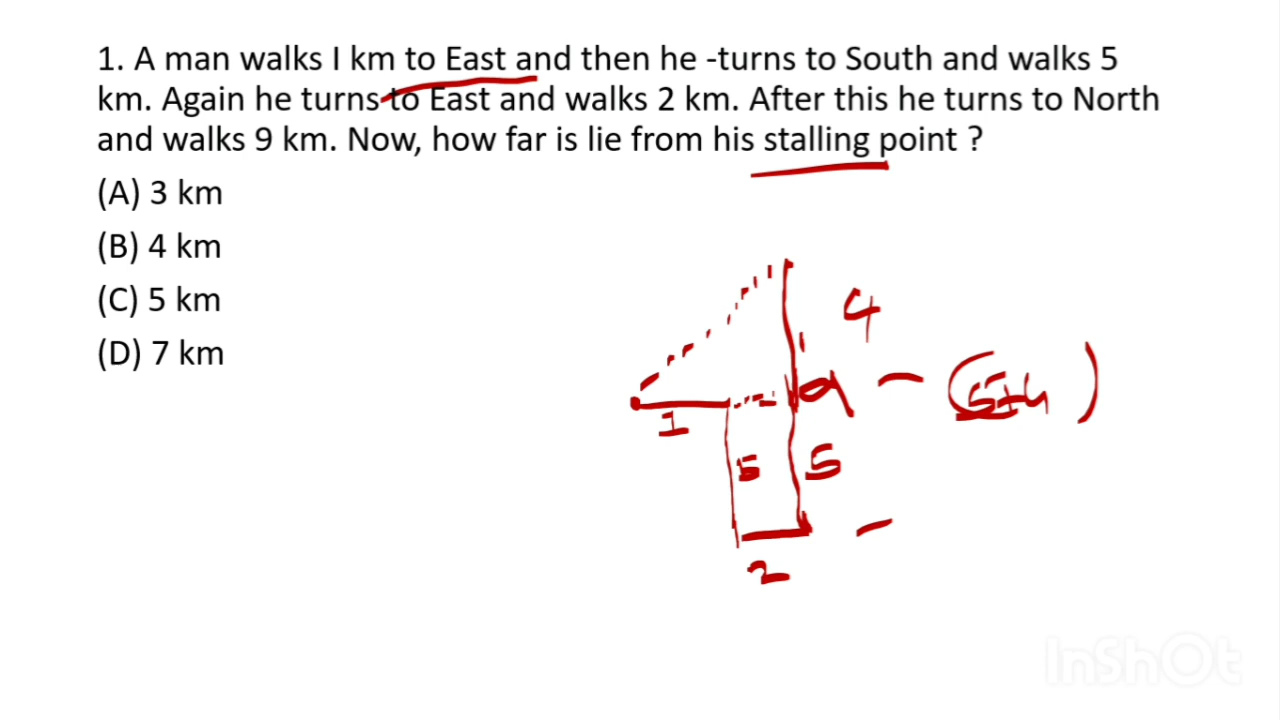 1. A man walks I km to East and then he -turns to South and walks 5
km. Again he turns to East and walks 2 km. After this he turns to North
and walks 9 km. Now, how far is lie from his stalling point ?
(A) 3 km
(B) 4 km
(C) 5 km
(D) 7 km
4
9 - (5+4)
1
5 5
2
InShOt